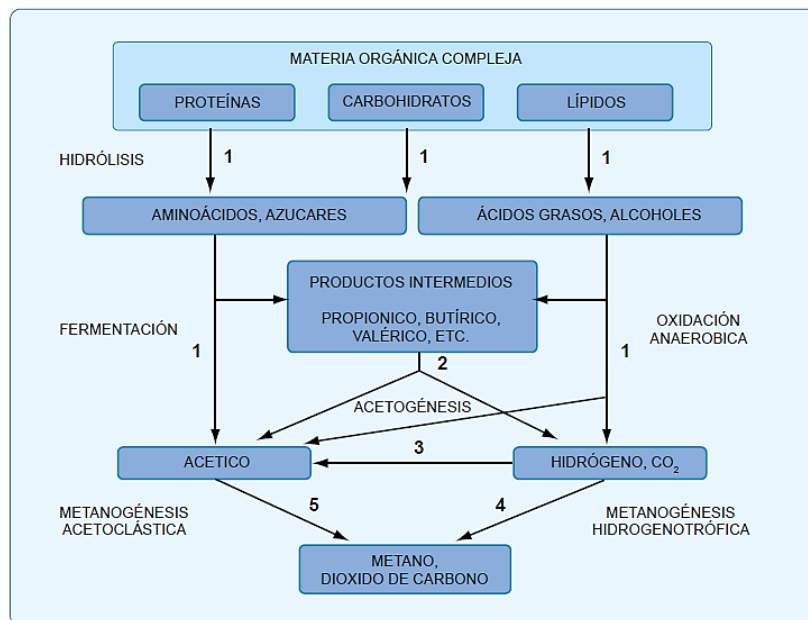 MATERIA ORGÁNICA COMPLEJA
PROTEÍNAS
CARBOHIDRATOS
LÍPIDOS
HIDRÓLISIS
1
1
1
AMINOÁCIDOS, AZUCARES
ÁCIDOS GRASOS, ALCOHOLES
PRODUCTOS INTERMEDIOS
PROPIONICO, BUTÍRICO,
VALÉRICO, ETC.
FERMENTACIÓN
1
1
OXIDACIÓN
ANAEROBICA
2
ACETOGÉNESIS
ACETICO
3
HIDRÓGENO, CO₂
METANOGÉNESIS
ACETOCLÁSTICA
5
4
METANOGÉNESIS
HIDROGENOTRÓFICA
METANO,
DIOXIDO DE CARBONO